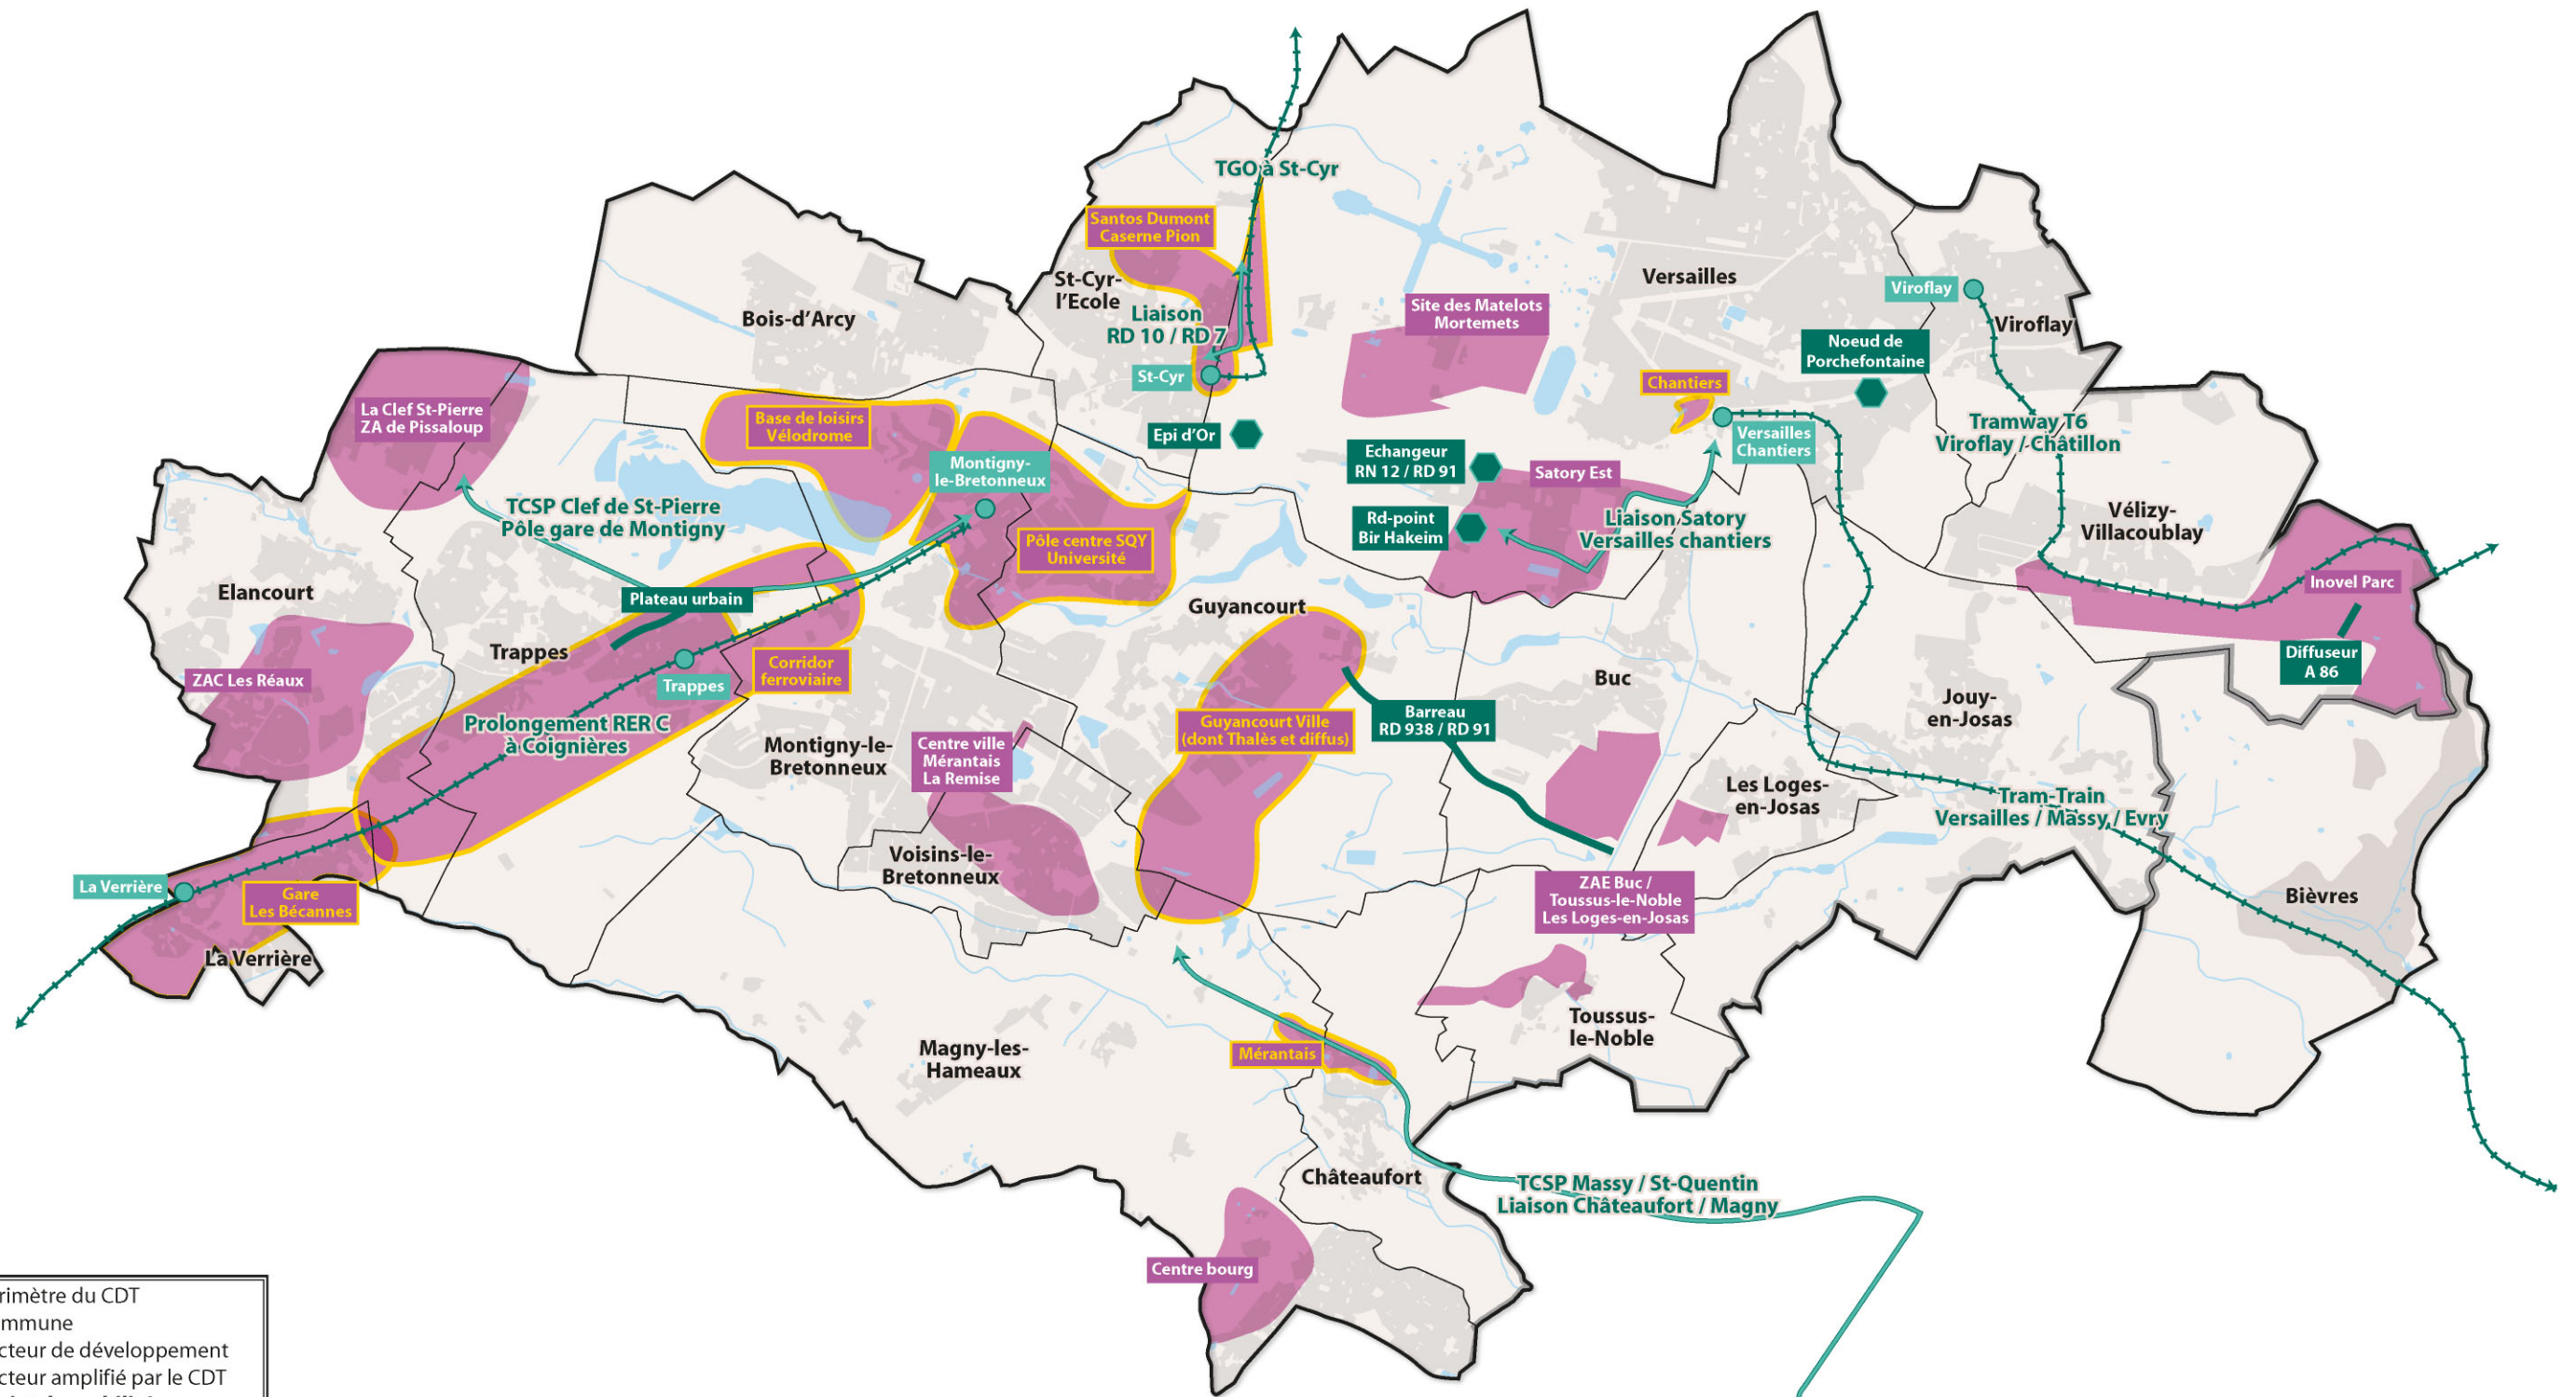 TGO à St-Cyr
Santos Dumont
Caserne Pion
St-Cyr-
l'Ecole
Liaison
RD 10 / RD 7
St-Cyr
Epi d'Or
Bois-d'Arcy
Versailles
Site des Matelots
Mortemets
Viroflay
Viroflay
Noeud de
Porchefontaine
Chantiers
Versailles
Chantiers
Tramway T6
Viroflay / Châtillon
Echangeur
RN 12 / RD 91
Satory Est
Rd-point
Bir Hakeim
Liaison Satory
Versailles chantiers
Vélizy-
Villacoublay
Inovel Parc
Diffuseur
A 86
La Clef St-Pierre
ZA de Pissaloup
Base de loisirs
Vélodrome
Montigny-
le-Bretonneux
TCSP Clef de St-Pierre
Pôle gare de Montigny
Pôle centre SQY
Université
Elancourt
Plateau urbain
Guyancourt
Trappes
ZAC Les Réaux
Trappes
Corridor
ferroviaire
Prolongement RER C
à Coignières
Montigny-le-
Bretonneux
Centre ville
Mérantais
La Remise
Guyancourt Ville
(dont Thalès et diffus)
Barreau
RD 938 / RD 91
Buc
Jouy-
en-Josas
Les Loges-
en-Josas
Tram-Train
Versailles / Massy / Evry
Voisins-le-
Bretonneux
La Verrière
Gare
Les Bécannes
La Verrière
ZAE Buc /
Toussus-le-Noble
Les Loges-en-Josas
Bièvres
Toussus-
le-Noble
Magny-les-
Hameaux
Mérantais
Châteaufort
TCSP Massy / St-Quentin
Liaison Châteaufort / Magny
Centre bourg
rimètre du CDT
mmune
cteur de développement
cteur amplifié par le CDT